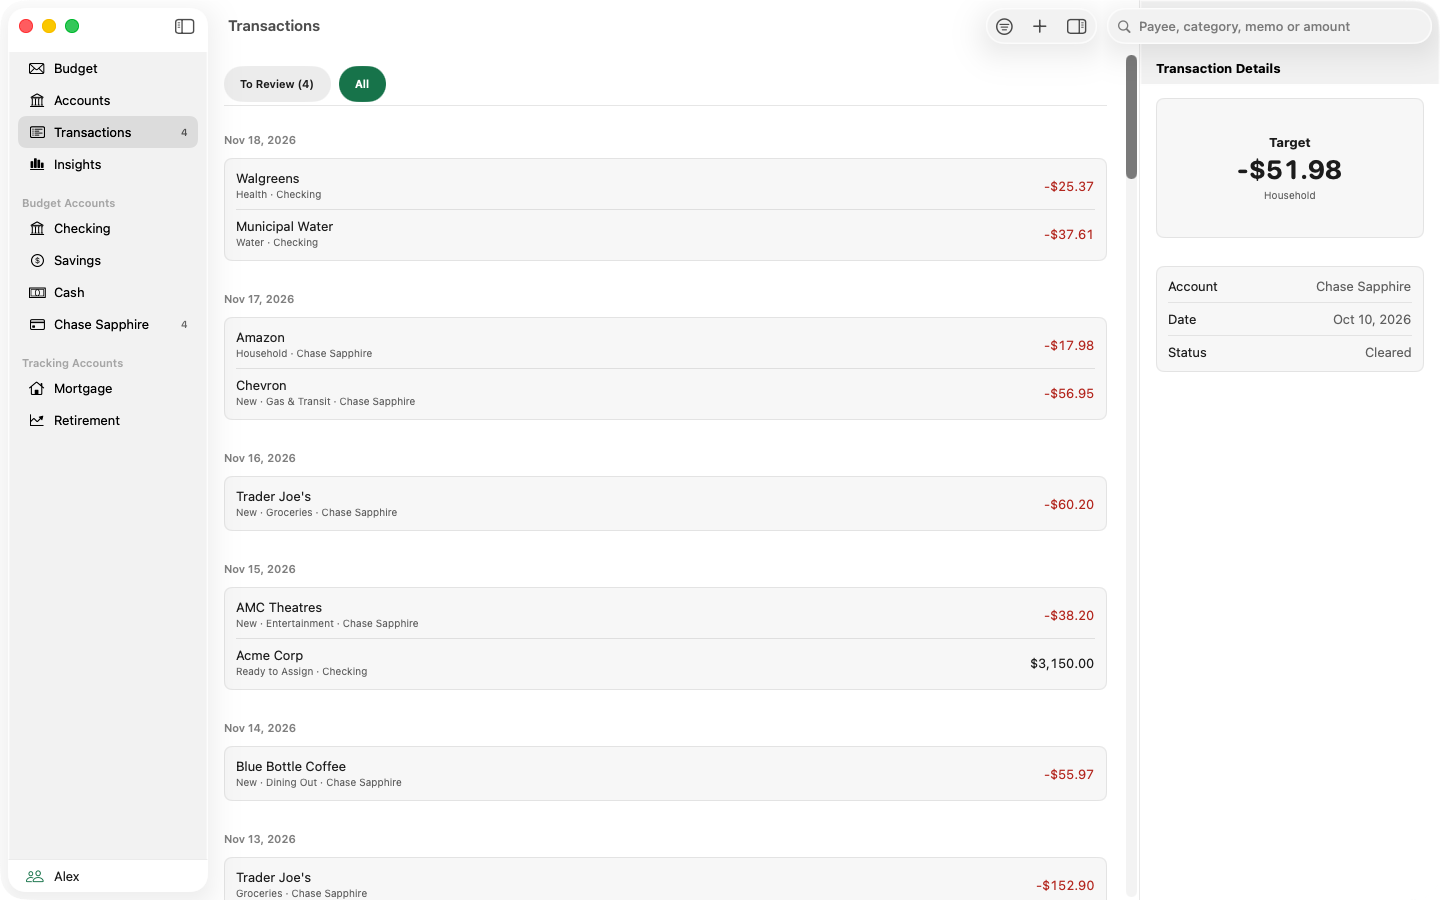 Transactions
Payee, category, memo or amount
Budget
Accounts
Transactions 4
Insights
Budget Accounts
Checking
Savings
Cash
Chase Sapphire 4
Tracking Accounts
Mortgage
Retirement
Alex
To Review (4)
All
Nov 18, 2026
Walgreens
Health · Checking
-$25.37
Municipal Water
Water · Checking
-$37.61
Nov 17, 2026
Amazon
Household · Chase Sapphire
-$17.98
Chevron
New · Gas & Transit · Chase Sapphire
-$56.95
Nov 16, 2026
Trader Joe's
New · Groceries · Chase Sapphire
-$60.20
Nov 15, 2026
AMC Theatres
New · Entertainment · Chase Sapphire
-$38.20
Acme Corp
Ready to Assign · Checking
$3,150.00
Nov 14, 2026
Blue Bottle Coffee
New · Dining Out · Chase Sapphire
-$55.97
Nov 13, 2026
Trader Joe's
Groceries · Chase Sapphire
-$152.90
Transaction Details
Target
-$51.98
Household
Account Chase Sapphire
Date Oct 10, 2026
Status Cleared